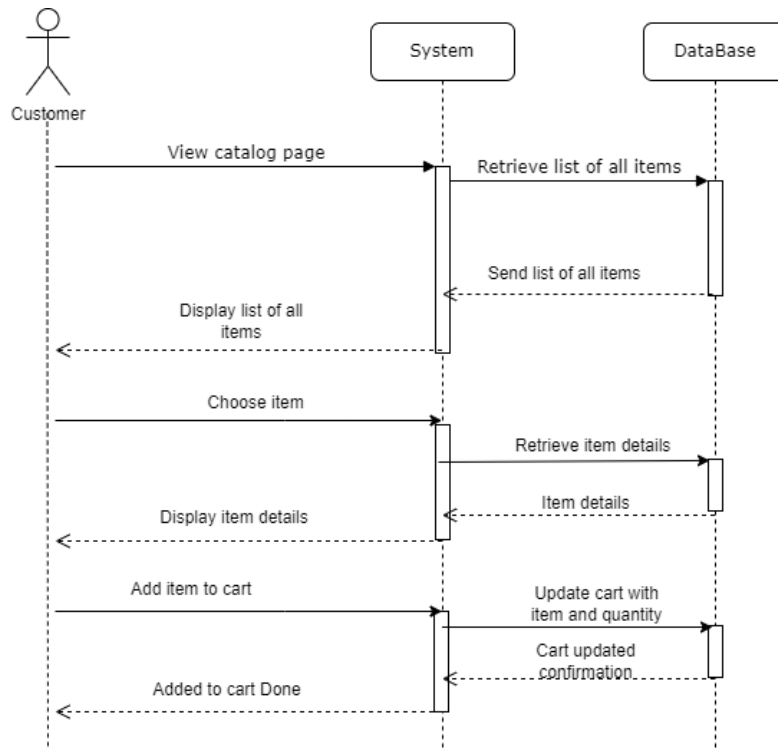 System
DataBase
Customer
View catalog page
Retrieve list of all items
Send list of all items
Display list of all
items
Choose item
Retrieve item details
Item details
Display item details
Add item to cart
Update cart with
item and quantity
Cart updated
confirmation
Added to cart Done